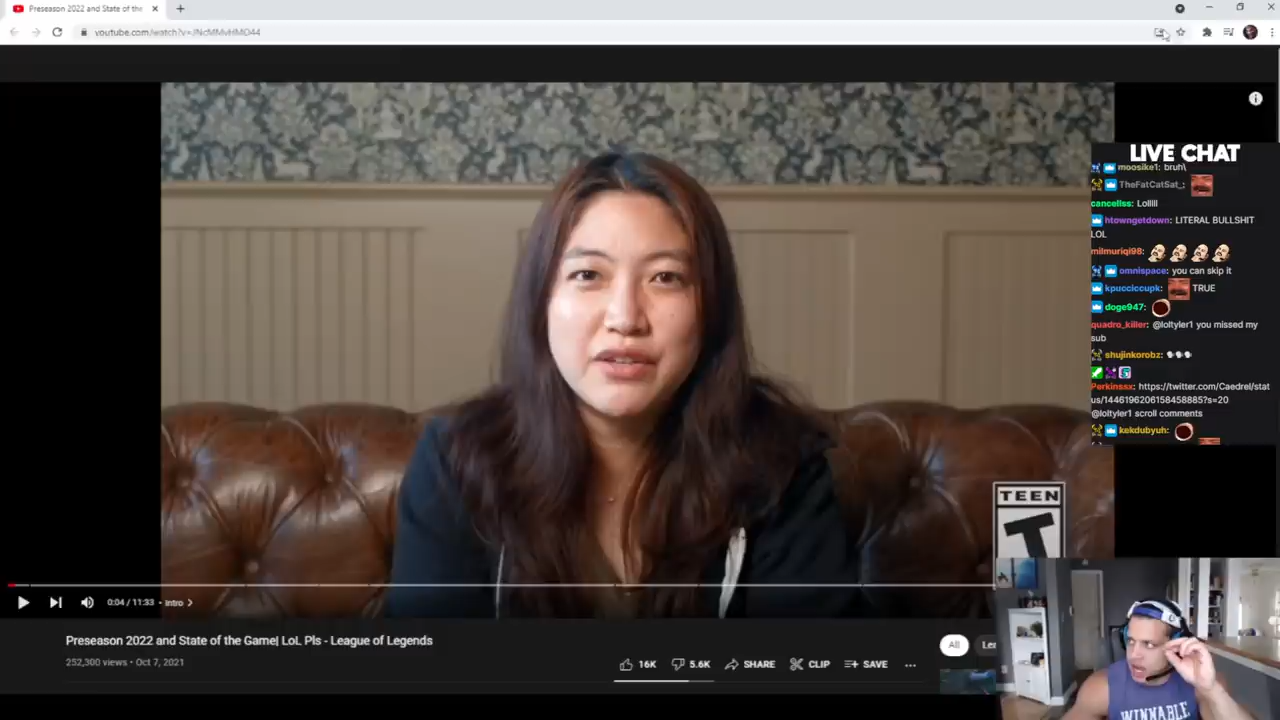 Preseason 2022 and State of the
youtube.com/watch?v=
LIVE CHAT
moosike1: bruh\
TheFatCatSat_:
cancellss: Lolllll
htowngetdown: LITERAL BULLSHIT
LOL
milmuriqi98:
omnispace: you can skip it
kpucciccupk: TRUE
doge947:
quadro_killer: @loltyler1 you missed my
sub
shujinkorobz:
Perkinssx: https://twitter.com/Caedrel/stat
us/1446196206158458885?s=20
@loltyler1 scroll comments
kekdubyuh:
TEEN
T
0:04 / 11:33 • Intro
Preseason 2022 and State of the Game| LoL Pls - League of Legends
252,300 views • Oct 7, 2021
16K 5.6K SHARE CLIP SAVE
All
WINNABLE